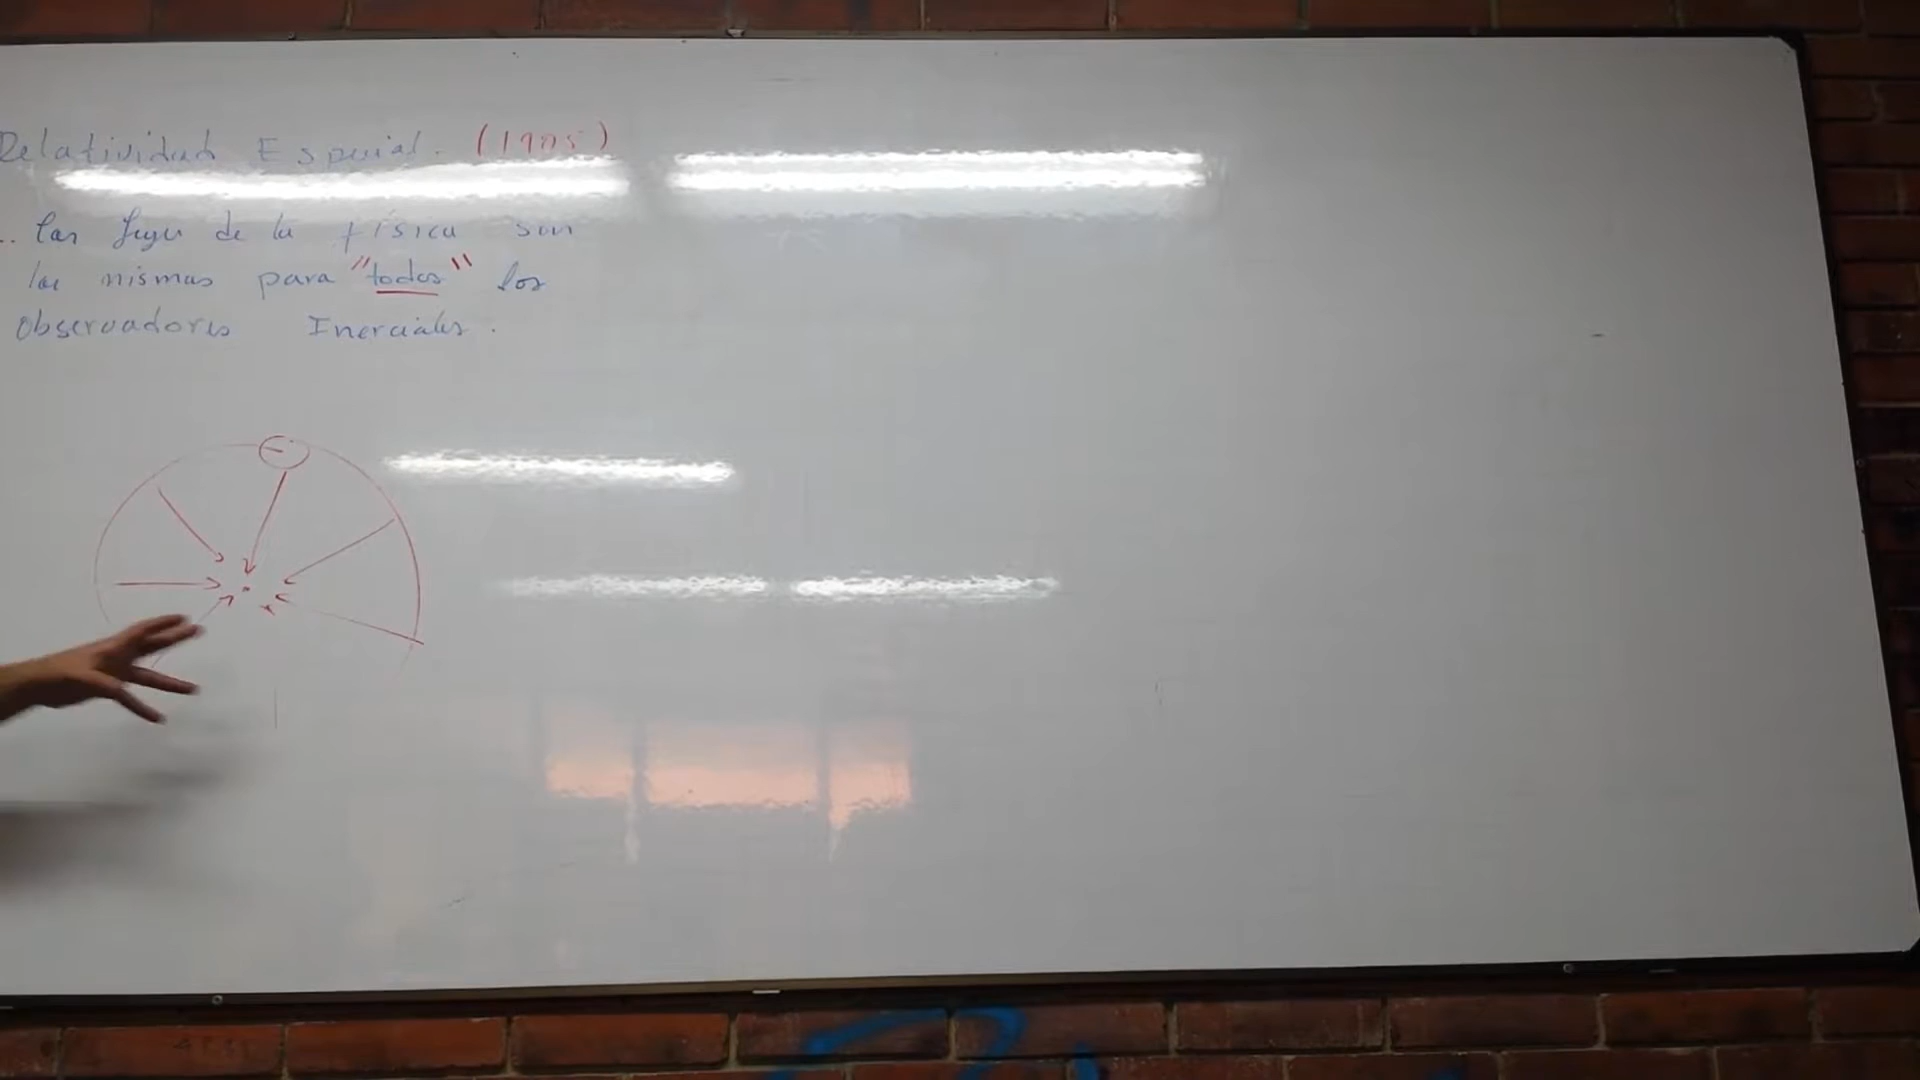 Relatividad Especial. (1905)
Las leyes de la física son
las mismas para "todos" los
Observadores Inerciales.